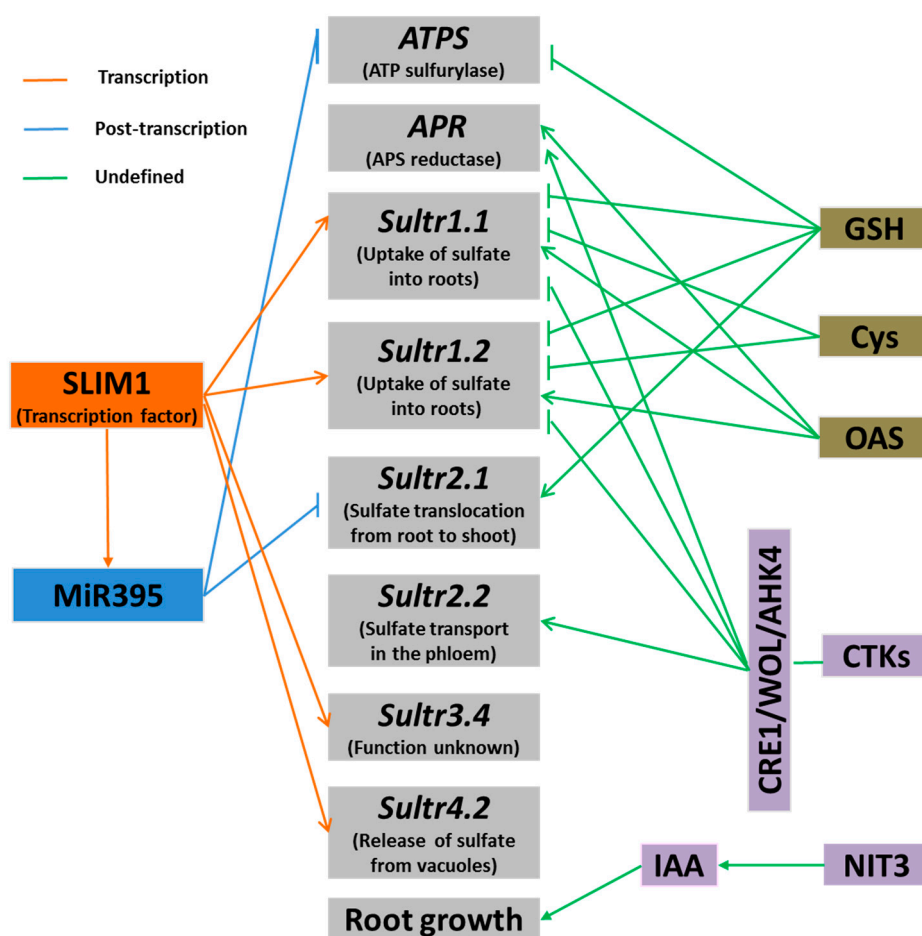 Transcription
Post-transcription
Undefined
ATPS
(ATP sulfurylase)
APR
(APS reductase)
Sultr1.1
(Uptake of sulfate
into roots)
Sultr1.2
(Uptake of sulfate
into roots)
Sultr2.1
(Sulfate translocation
from root to shoot)
Sultr2.2
(Sulfate transport
in the phloem)
Sultr3.4
(Function unknown)
Sultr4.2
(Release of sulfate
from vacuoles)
Root growth
SLIM1
(Transcription factor)
MiR395
GSH
Cys
OAS
CRE1/WOL/AHK4
CTKs
IAA
NIT3